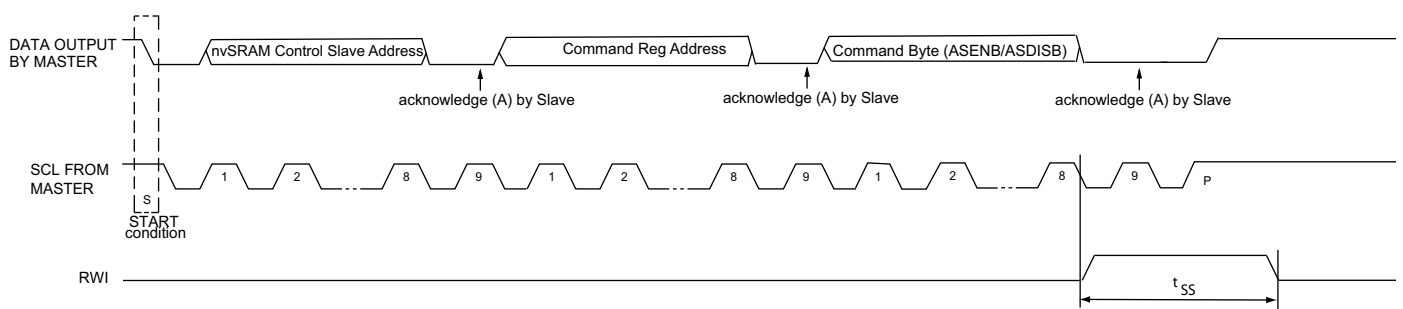 DATA OUTPUT
BY MASTER
nvSRAM Control Slave Address
Command Reg Address
Command Byte (ASENB/ASDISB)
acknowledge (A) by Slave
acknowledge (A) by Slave
acknowledge (A) by Slave
SCL FROM
MASTER
1 2 8 9 1 2 8 9 1 2 8 9 P
S
START
condition
RWI
tSS